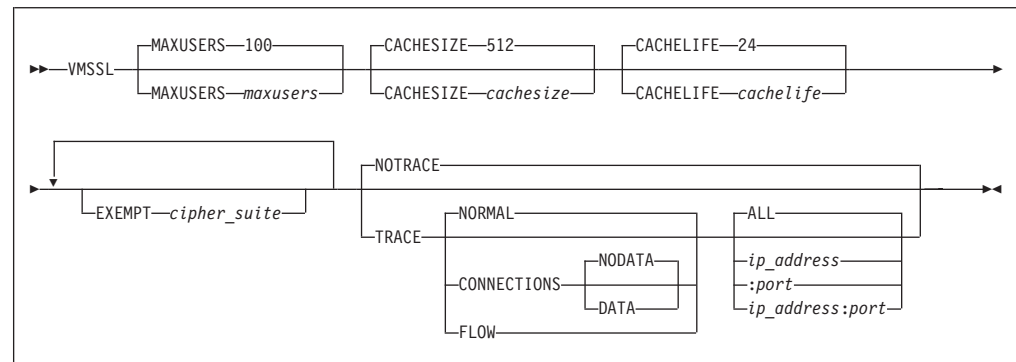 MAXUSERS 100 CACHESIZE 512 CACHELIFE 24
VMSSL
MAXUSERS maxusers CACHESIZE cachesize CACHELIFE cachelife
NOTRACE
EXEMPT cipher_suite
NORMAL ALL
TRACE
NODATA ip_address
CONNECTIONS :port
DATA ip_address:port
FLOW